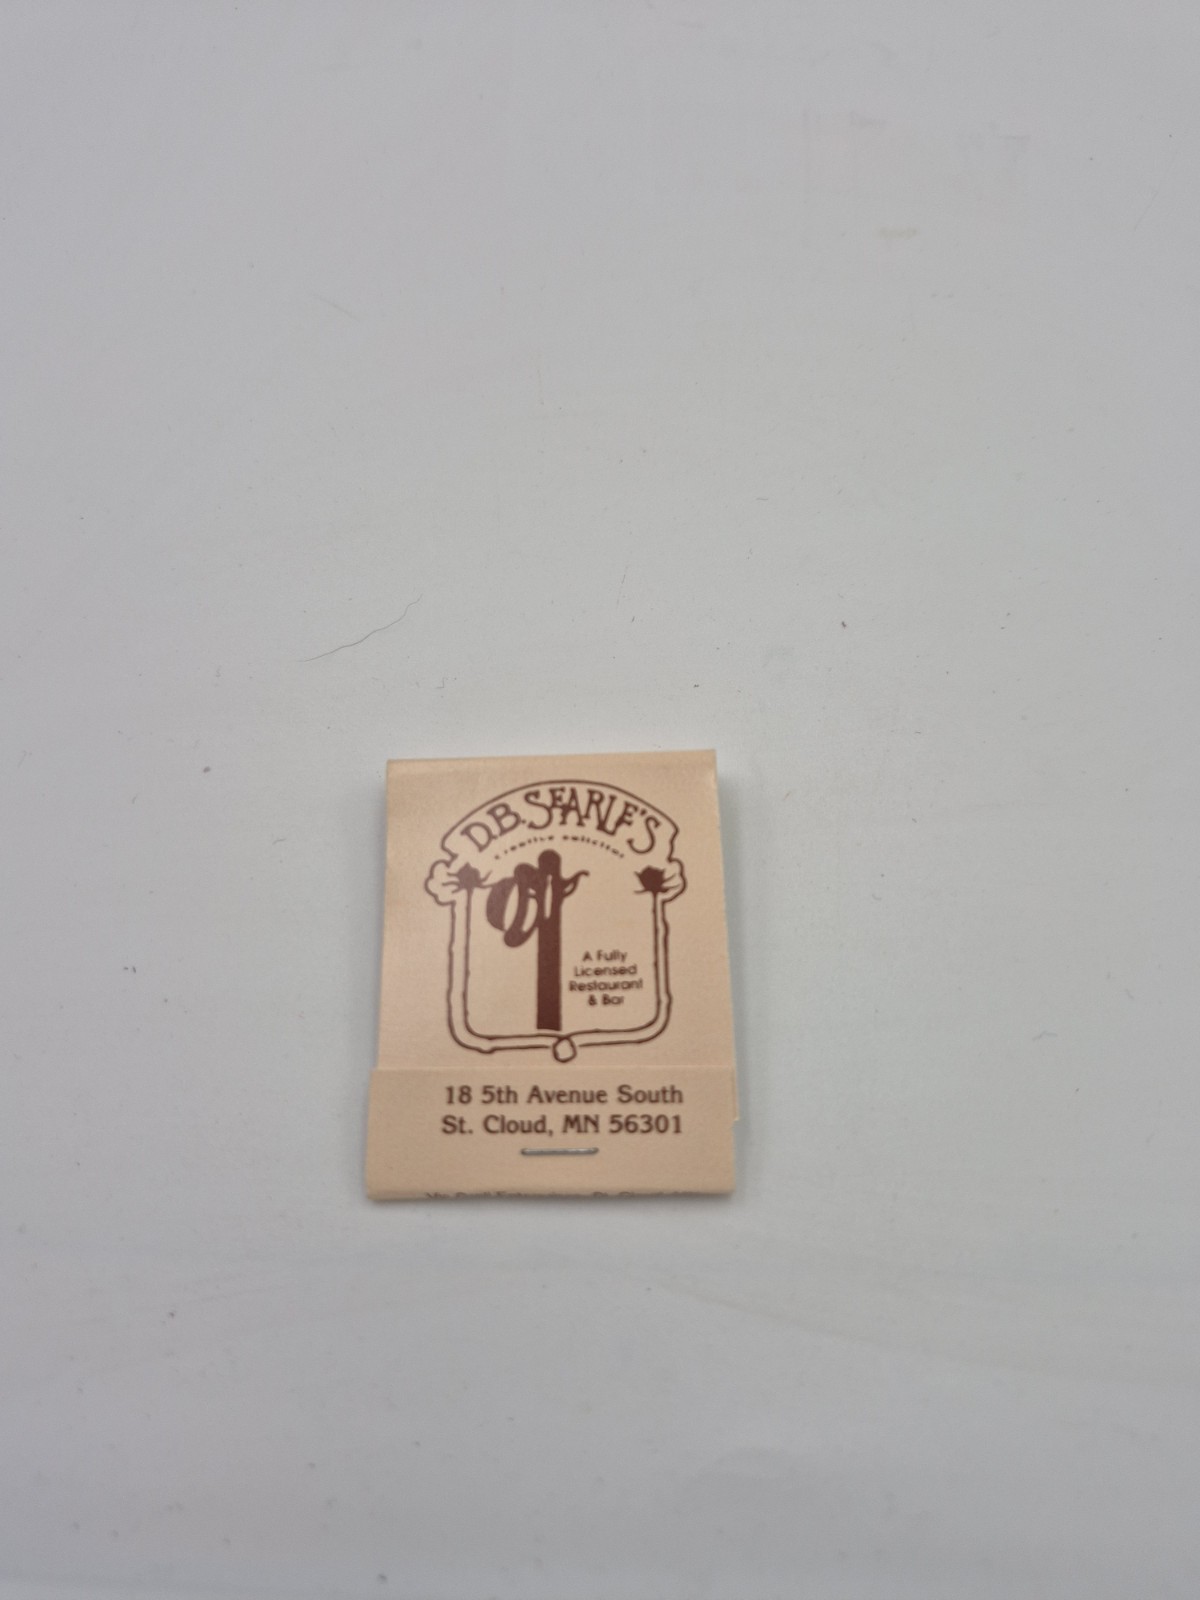 D.B. SEARLE'S
A Fully
Licensed
Restaurant
& Bar
18 5th Avenue South
St. Cloud, MN 56301